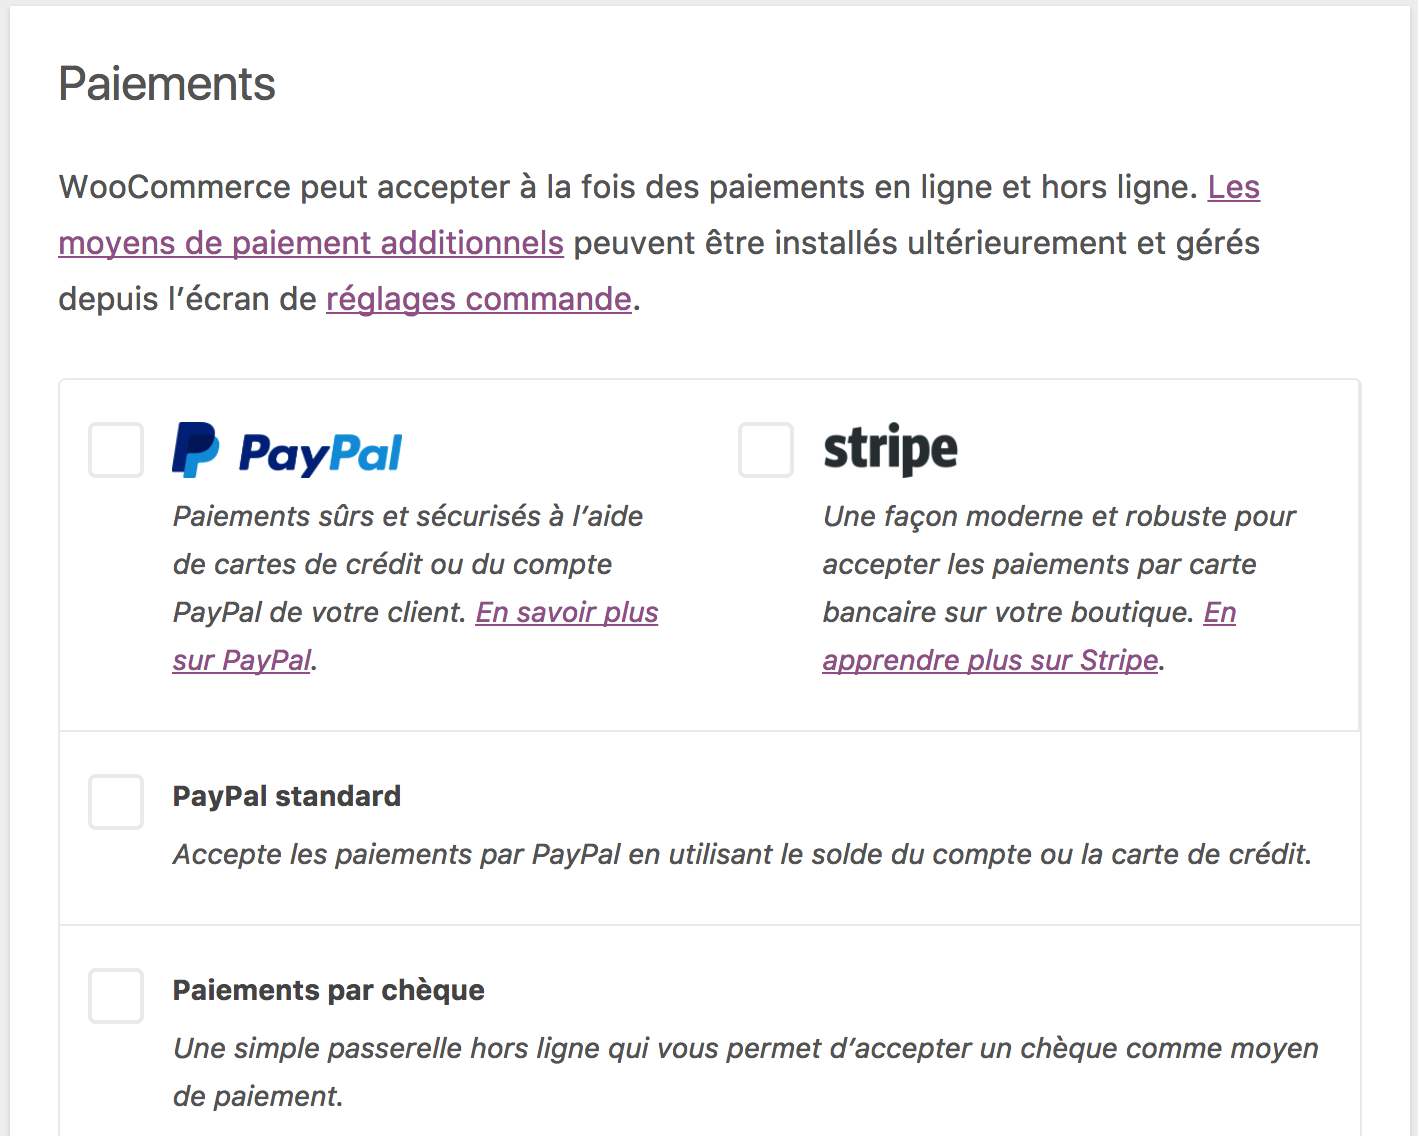 Paiements
WooCommerce peut accepter à la fois des paiements en ligne et hors ligne. Les
moyens de paiement additionnels peuvent être installés ultérieurement et gérés
depuis l’écran de réglages commande.
PayPal
Paiements sûrs et sécurisés à l’aide
de cartes de crédit ou du compte
PayPal de votre client. En savoir plus
sur PayPal.
stripe
Une façon moderne et robuste pour
accepter les paiements par carte
bancaire sur votre boutique. En
apprendre plus sur Stripe.
PayPal standard
Accepte les paiements par PayPal en utilisant le solde du compte ou la carte de crédit.
Paiements par chèque
Une simple passerelle hors ligne qui vous permet d’accepter un chèque comme moyen
de paiement.